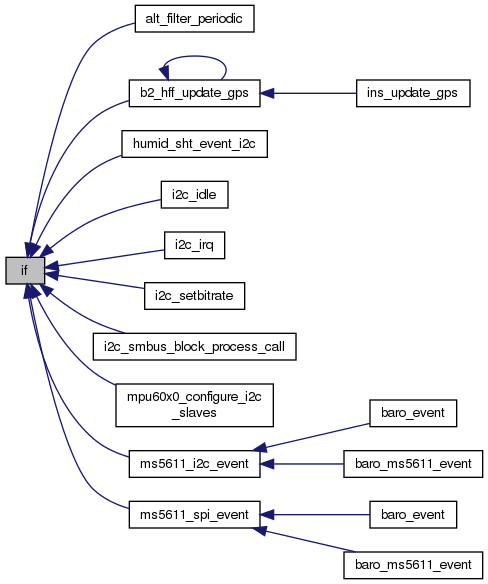 alt_filter_periodic
b2_hff_update_gps
ins_update_gps
humid_sht_event_i2c
i2c_idle
i2c_irq
if
i2c_setbitrate
i2c_smbus_block_process_call
mpu60x0_configure_i2c
_slaves
baro_event
ms5611_i2c_event
baro_ms5611_event
ms5611_spi_event
baro_event
baro_ms5611_event